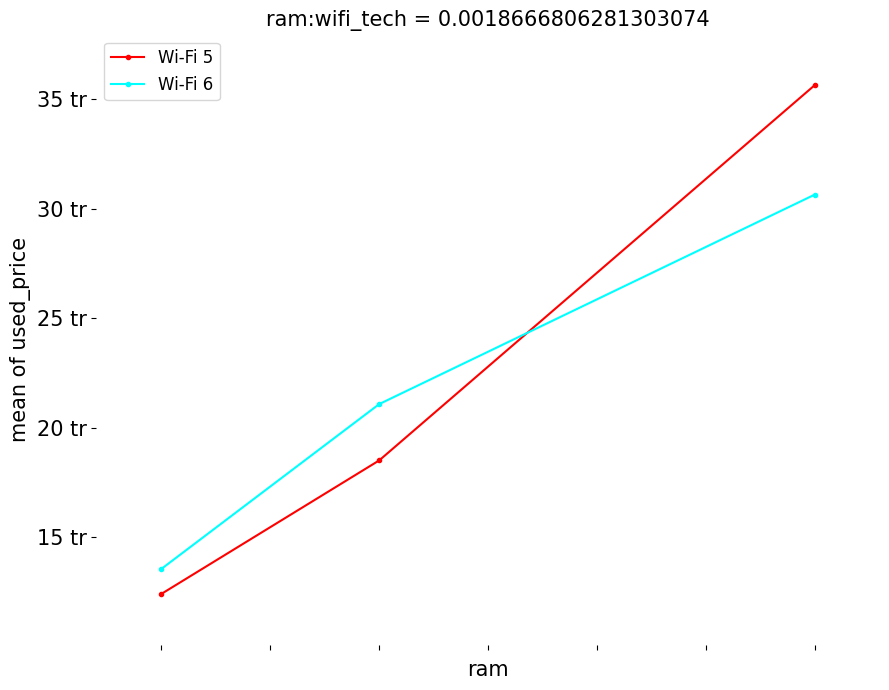 ram:wifi_tech = 0.0018666806281303074
Wi-Fi 5
Wi-Fi 6
35 tr
30 tr
25 tr
20 tr
15 tr
mean of used_price
ram